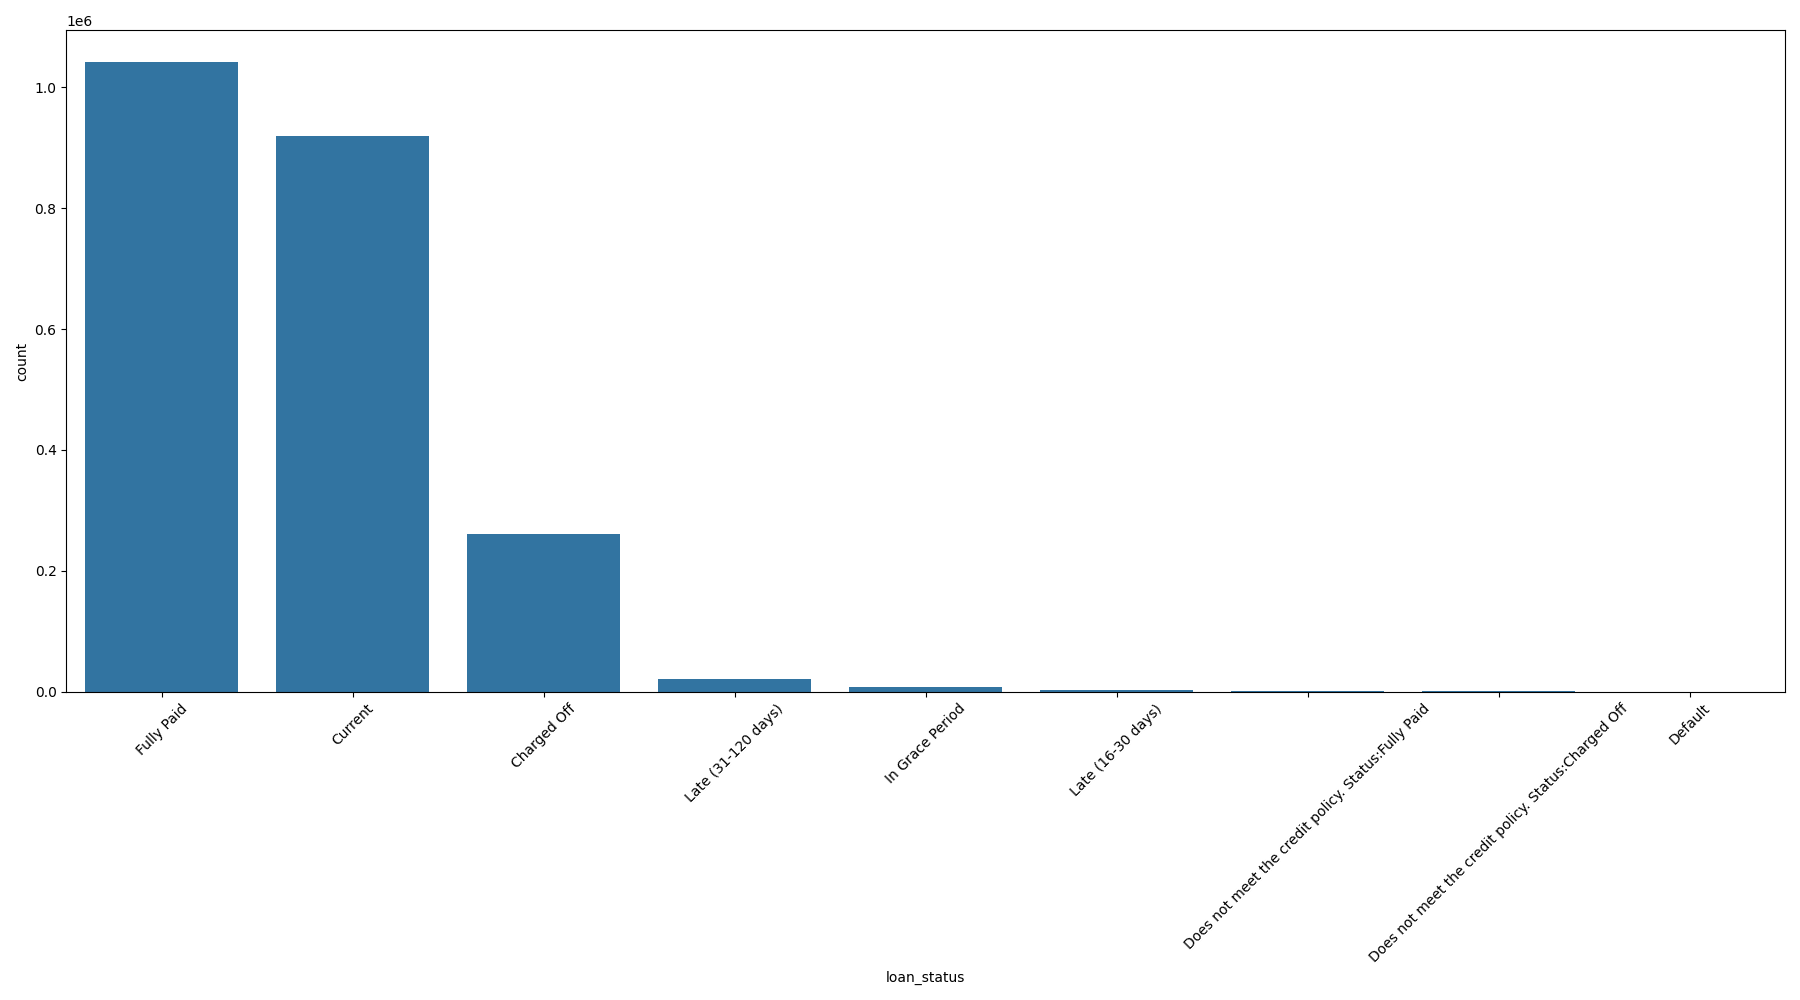 1e6
1.0
0.8
0.6
0.4
0.2
0.0
count
Fully Paid
Current
Charged Off
Late (31-120 days)
In Grace Period
Late (16-30 days)
Does not meet the credit policy. Status:Fully Paid
Does not meet the credit policy. Status:Charged Off
Default
loan_status